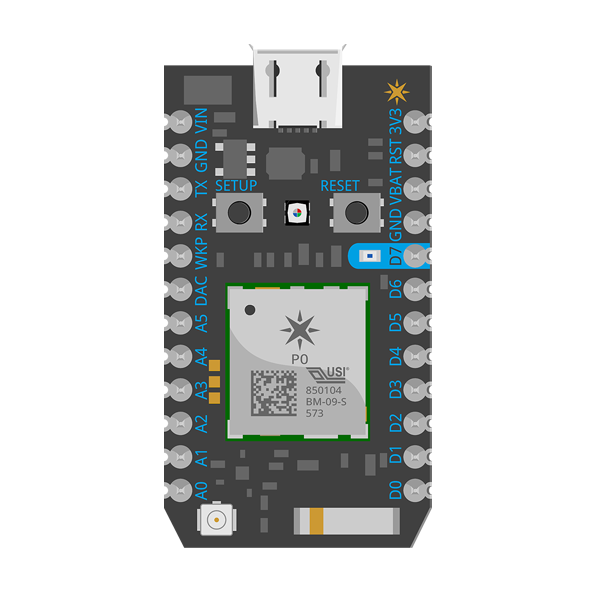 VIN
GND
TX
RX
WKP
DAC
A5
A4
A3
A2
A1
A0
SETUP
RESET
3V3
RST
VBAT
GND
D7
D6
D5
D4
D3
D2
D1
D0
P0
USI®
850104
BM-09-S
573